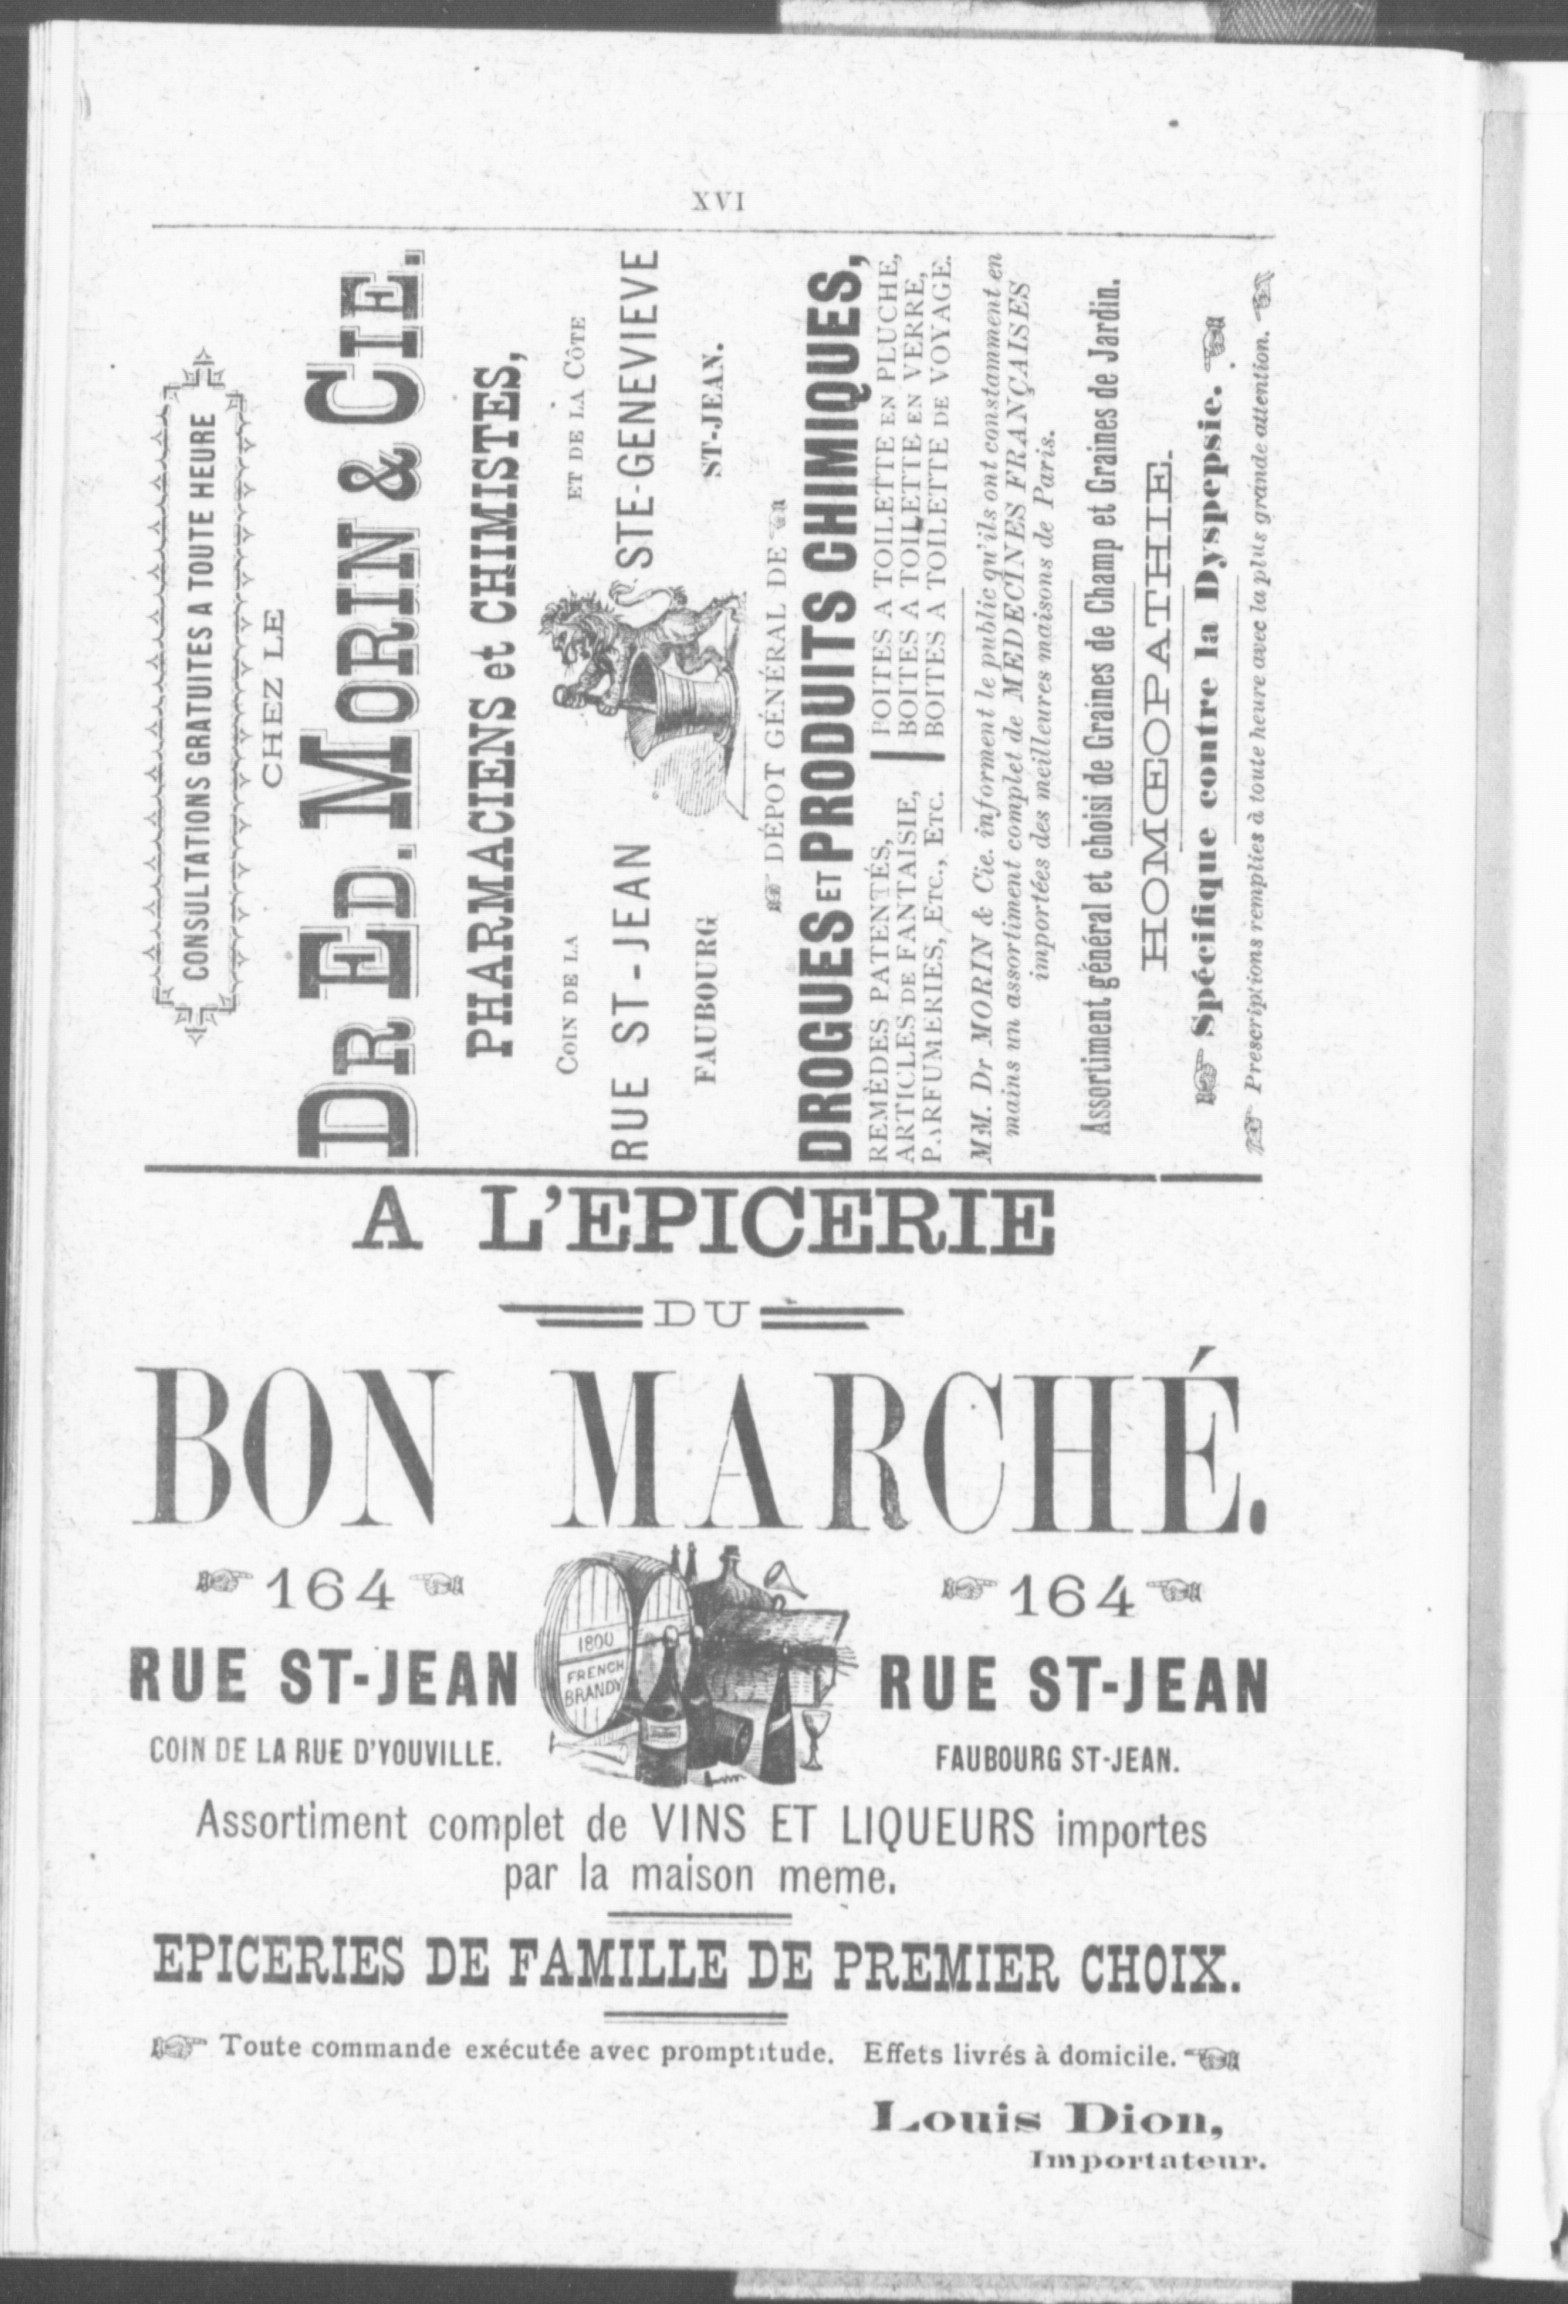 XVI
CONSULTATIONS GRATUITES A TOUTE HEURE
CHEZ LE
DR ED. MORIN & CIE.
PHARMACIENS et CHIMISTES,
COIN DE LA ET DE LA CÔTE
RUE ST-JEAN STE-GENEVIEVE
FAUBOURG ST-JEAN.
DÉPOT GÉNÉRAL DE
DROGUES ET PRODUITS CHIMIQUES,
REMÈDES PATENTÉS, BOITES A TOILETTE EN PLUCHE,
ARTICLES DE FANTAISIE, BOITES A TOILETTE EN VERRE,
PARFUMERIES, ETC., ETC. BOITES A TOILETTE DE VOYAGE.
MM. Dr MORIN & Cie. informent le public qu'ils ont constamment en
mains un assortiment complet de MEDECINES FRANÇAISES
importées des meilleures maisons de Paris.
Assortiment général et choisi de Graines de Champ et Graines de Jardin.
HOMŒOPATHIE.
Spécifique contre la Dyspepsie.
Prescriptions remplies à toute heure avec la plus grande attention.
A L'EPICERIE
DU
BON MARCHÉ.
164 164
1800
FRENCH
BRANDY
RUE ST-JEAN RUE ST-JEAN
COIN DE LA RUE D'YOUVILLE. FAUBOURG ST-JEAN.
Assortiment complet de VINS ET LIQUEURS importes
par la maison meme.
EPICERIES DE FAMILLE DE PREMIER CHOIX.
Toute commande exécutée avec promptitude. Effets livrés à domicile.
Louis Dion,
Importateur.